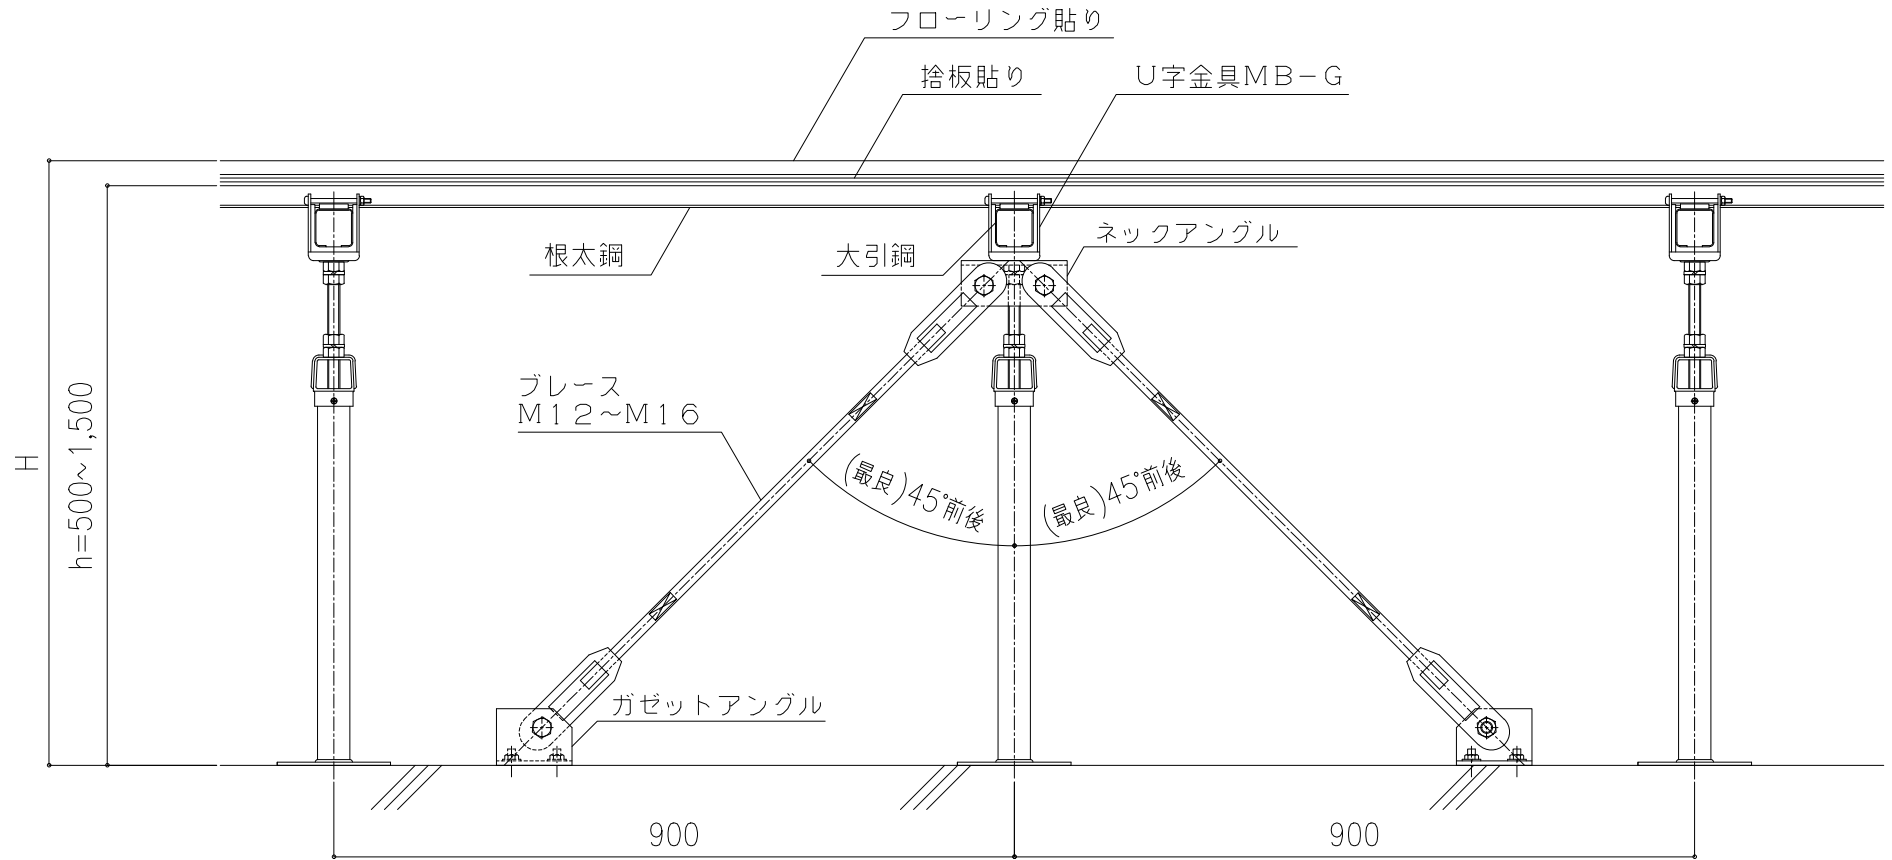 フローリング貼り
捨板貼り
U字金具MB－G
根太鋼
大引鋼
ネックアングル
ブレース
M12～M16
H
h=500~1,500
(最良)45°前後
(最良)45°前後
ガゼットアングル
900
900